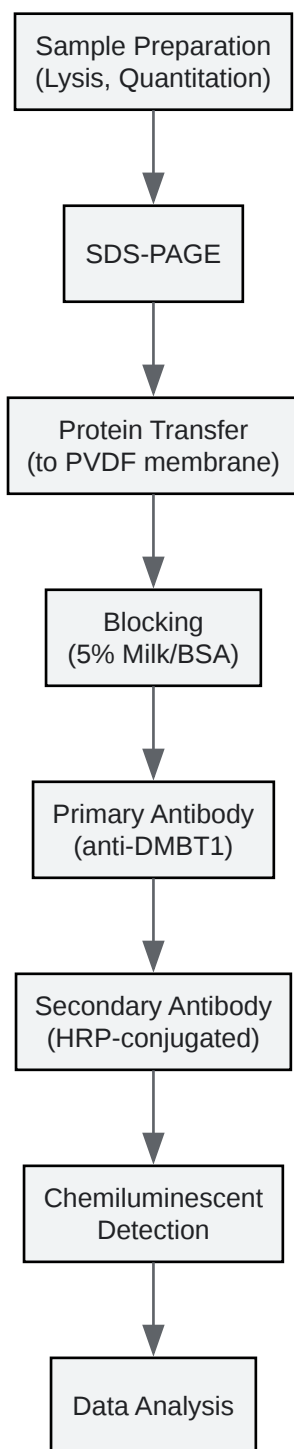 Sample Preparation
(Lysis, Quantitation)
SDS-PAGE
Protein Transfer
(to PVDF membrane)
Blocking
(5% Milk/BSA)
Primary Antibody
(anti-DMBT1)
Secondary Antibody
(HRP-conjugated)
Chemiluminescent
Detection
Data Analysis